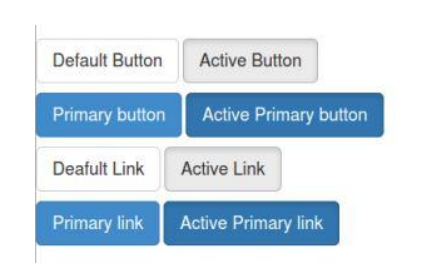 Default Button Active Button
Primary button Active Primary button
Deafult Link Active Link
Primary link Active Primary link